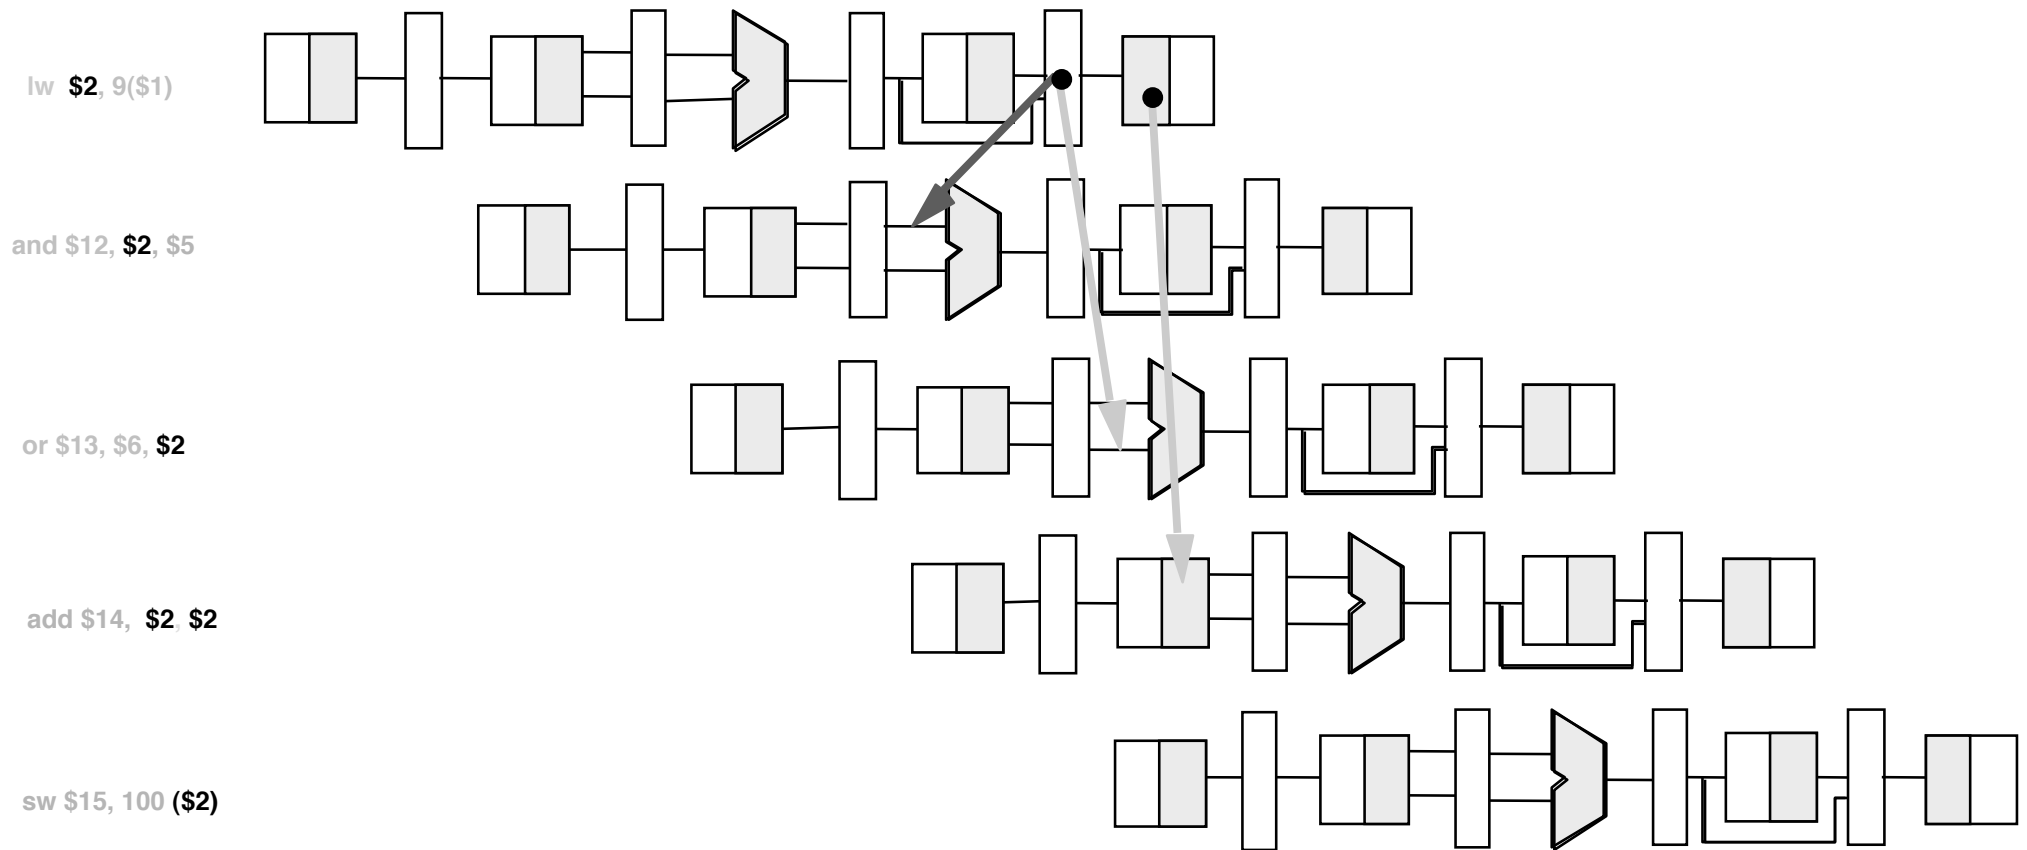 lw $2, 9($1)
and $12, $2, $5
or $13, $6, $2
add $14, $2, $2
sw $15, 100 ($2)